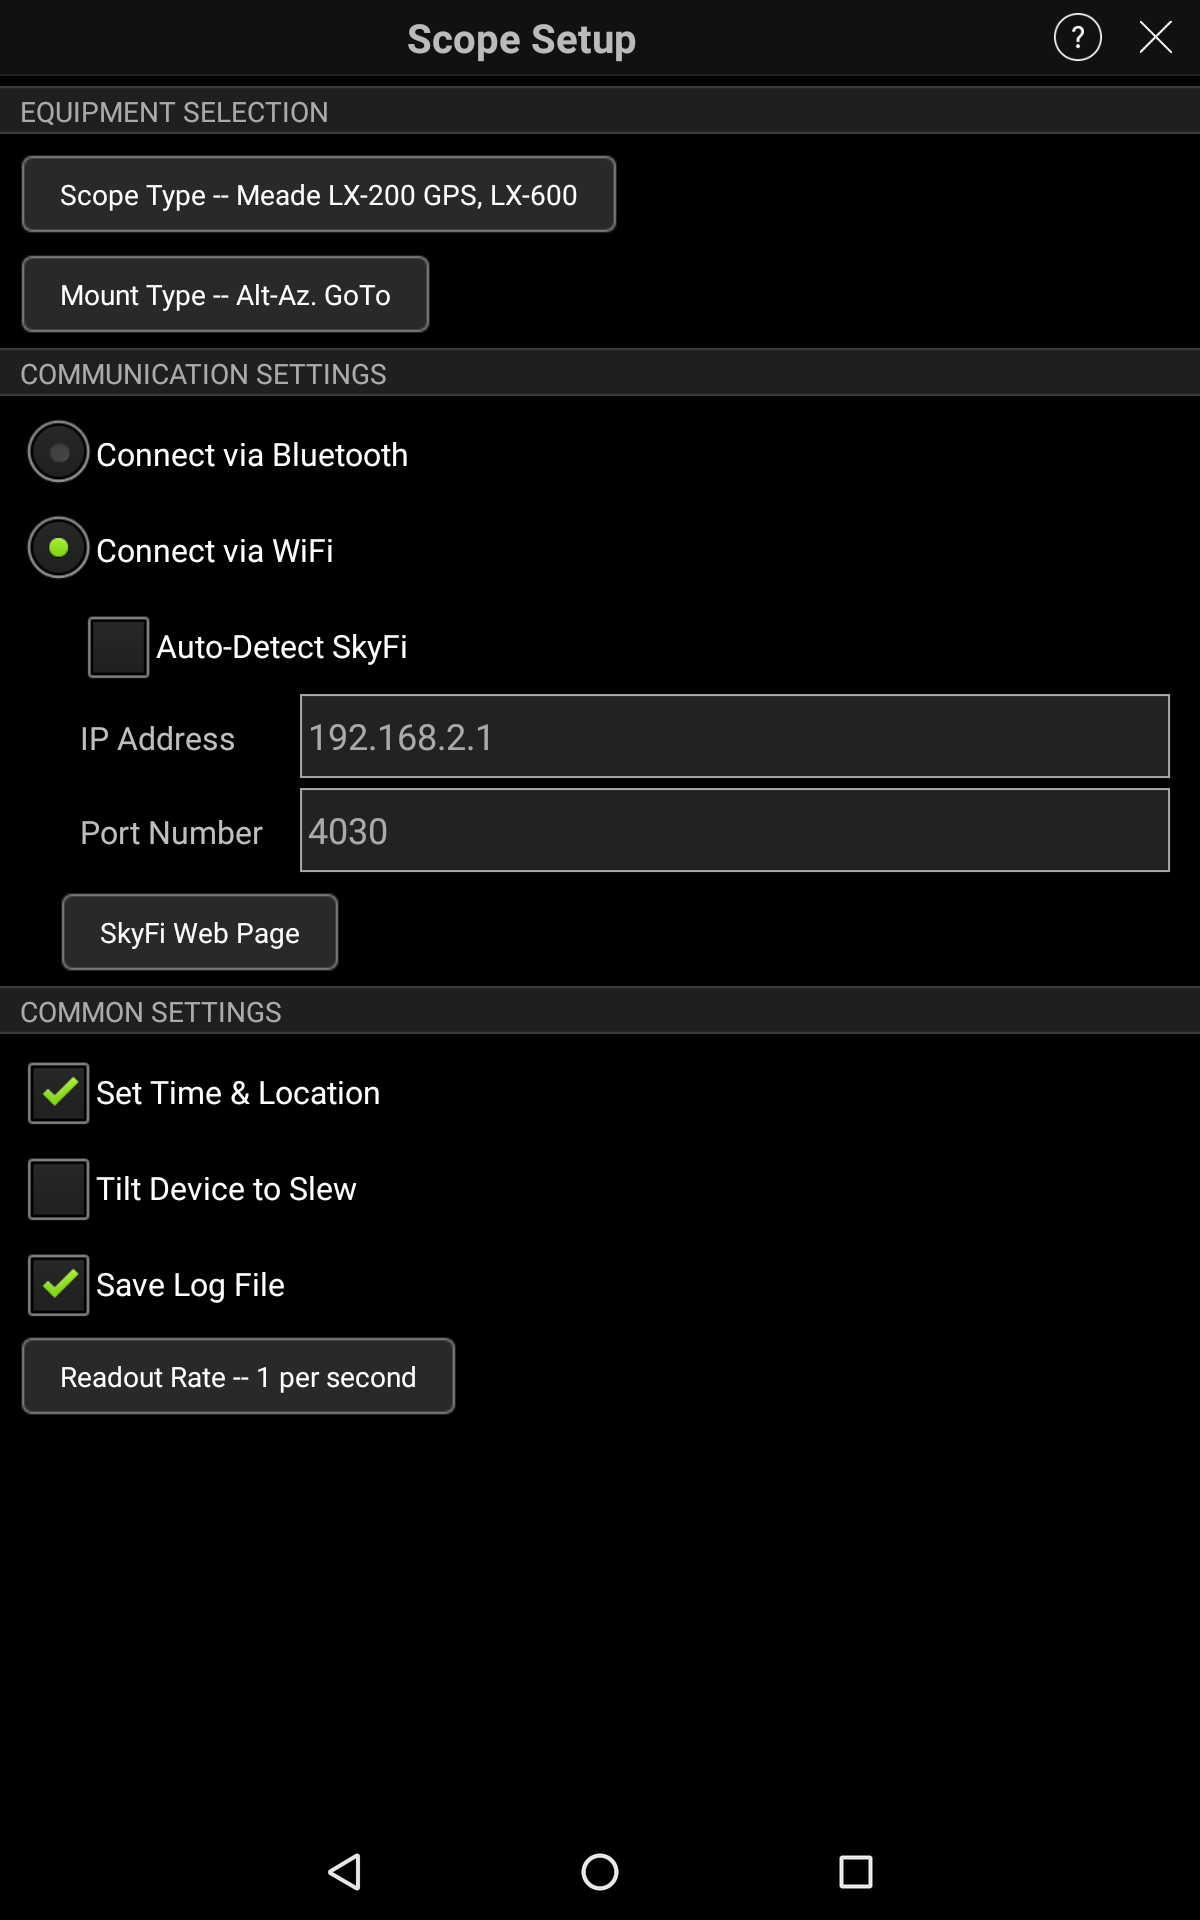 Scope Setup
?
EQUIPMENT SELECTION
Scope Type -- Meade LX-200 GPS, LX-600
Mount Type -- Alt-Az. GoTo
COMMUNICATION SETTINGS
Connect via Bluetooth
Connect via WiFi
Auto-Detect SkyFi
IP Address 192.168.2.1
Port Number 4030
SkyFi Web Page
COMMON SETTINGS
Set Time & Location
Tilt Device to Slew
Save Log File
Readout Rate -- 1 per second